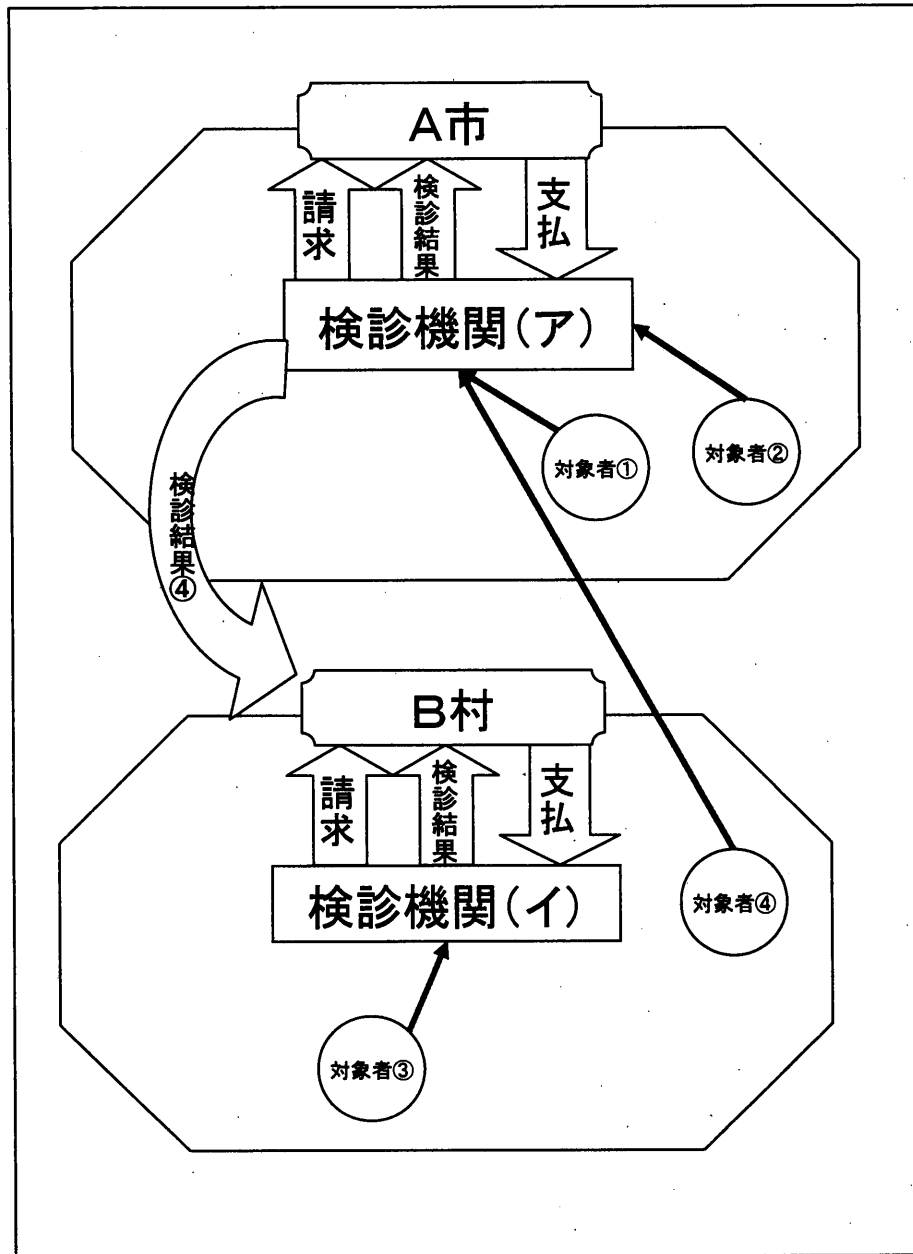 A市
請求
検診結果
支払
検診機関(ア)
対象者①
対象者②
検診結果④
B村
請求
検診結果
支払
検診機関(イ)
対象者④
対象者③